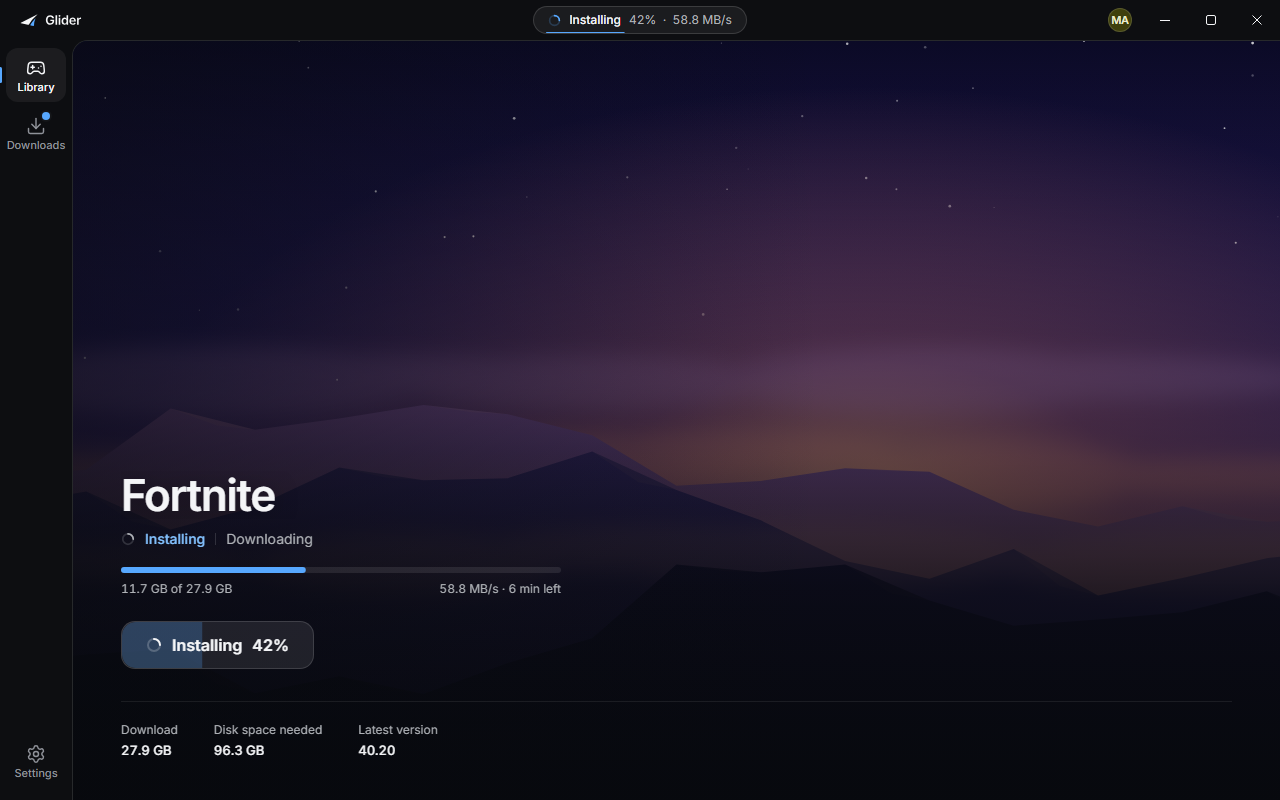 Glider
Installing 42% · 58.8 MB/s
MA
Library
Downloads
Fortnite
Installing Downloading
11.7 GB of 27.9 GB 58.8 MB/s · 6 min left
Installing 42%
Download Disk space needed Latest version
27.9 GB 96.3 GB 40.20
Settings